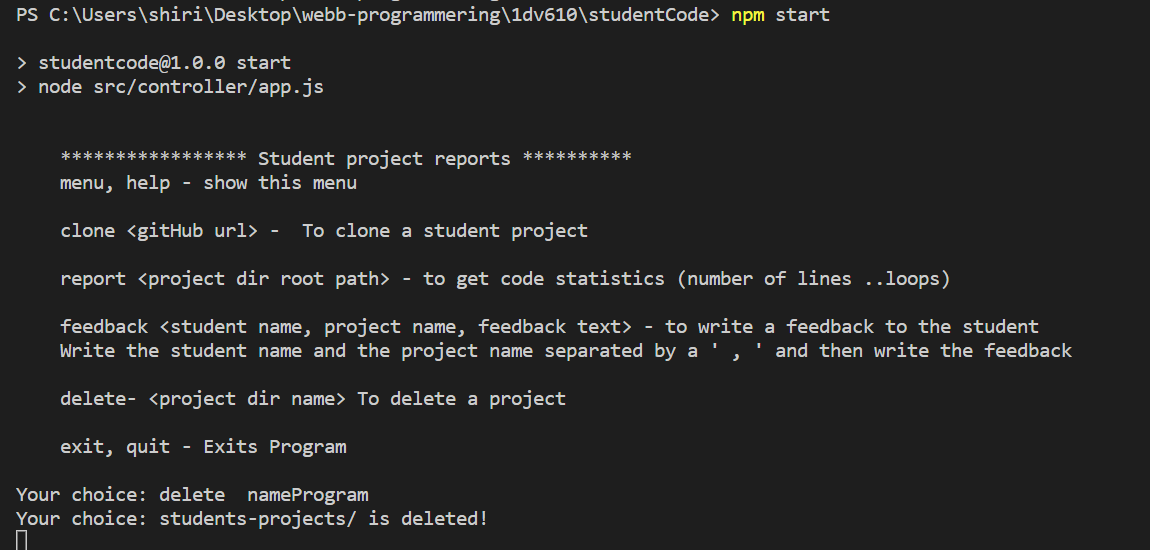 PS C:\Users\shiri\Desktop\webb-programmering\1dv610\studentCode> npm start
> studentcode@1.0.0 start
> node src/controller/app.js
***************** Student project reports **********
menu, help - show this menu
clone <gitHub url> -  To clone a student project
report <project dir root path> - to get code statistics (number of lines ..loops)
feedback <student name, project name, feedback text> - to write a feedback to the student
Write the student name and the project name separated by a ' , ' and then write the feedback
delete- <project dir name> To delete a project
exit, quit - Exits Program
Your choice: delete  nameProgram
Your choice: students-projects/ is deleted!